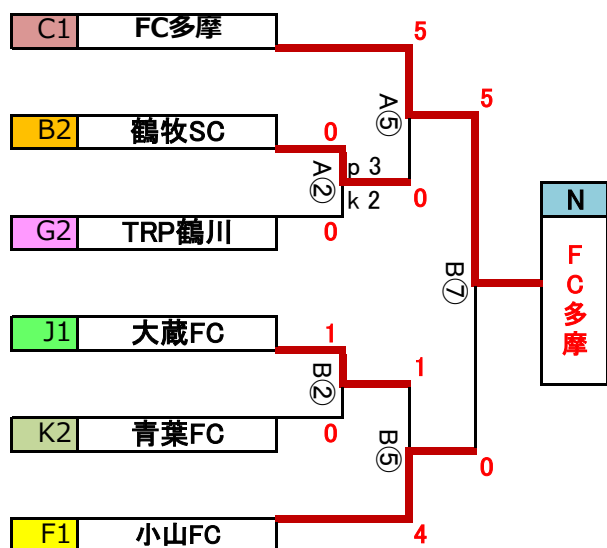 C1 FC多摩
5
5
A⑤
B2 鶴牧SC
0
A②
p 3
k 2
0
N
G2 TRP鶴川
0
FC多摩
B⑦
J1 大蔵FC
1
1
B②
K2 青葉FC
0
B⑤
0
F1 小山FC
4